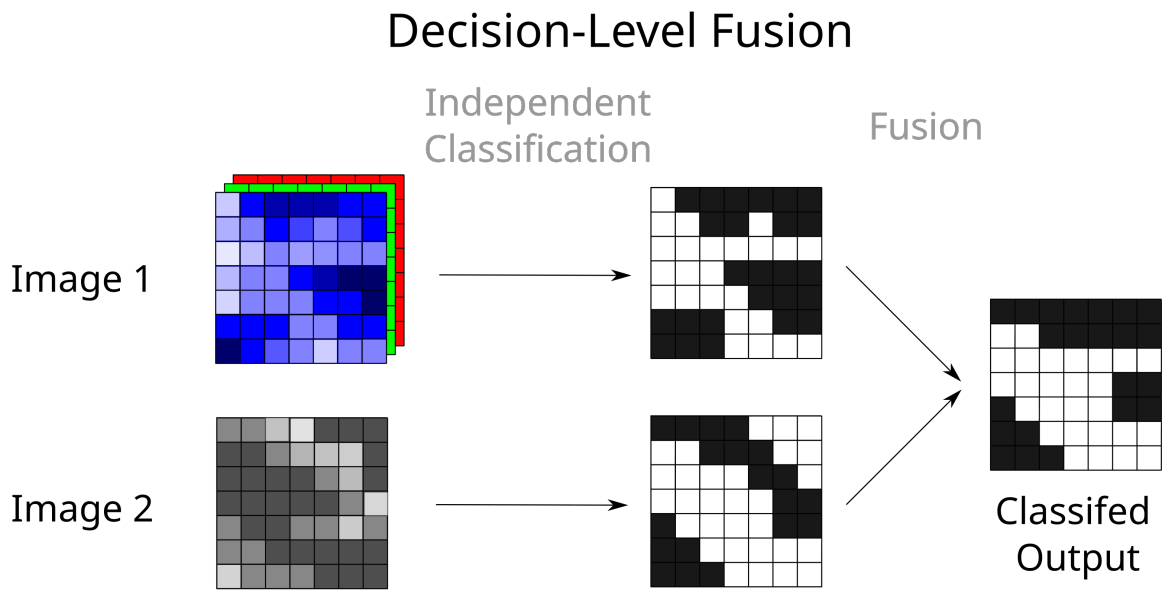 Decision-Level Fusion
Independent
Classification
Fusion
Image 1
Image 2
Classifed
Output